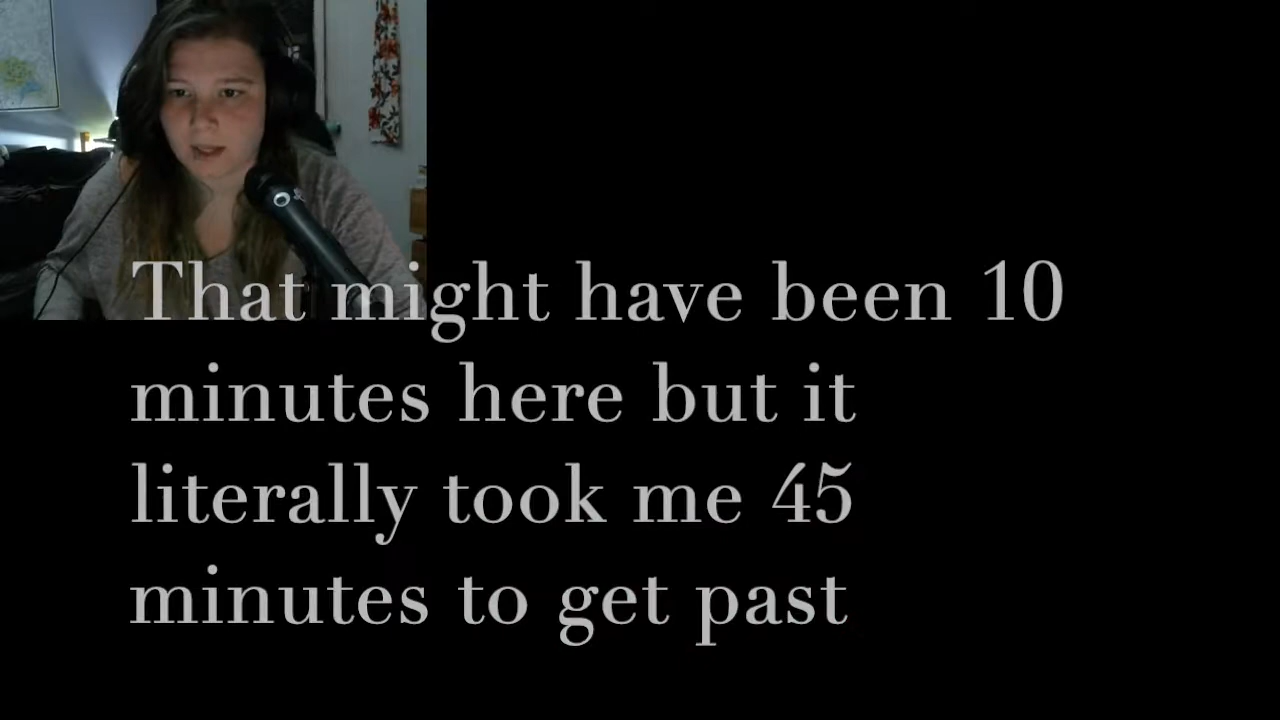 That might have been 10
minutes here but it
literally took me 45
minutes to get past